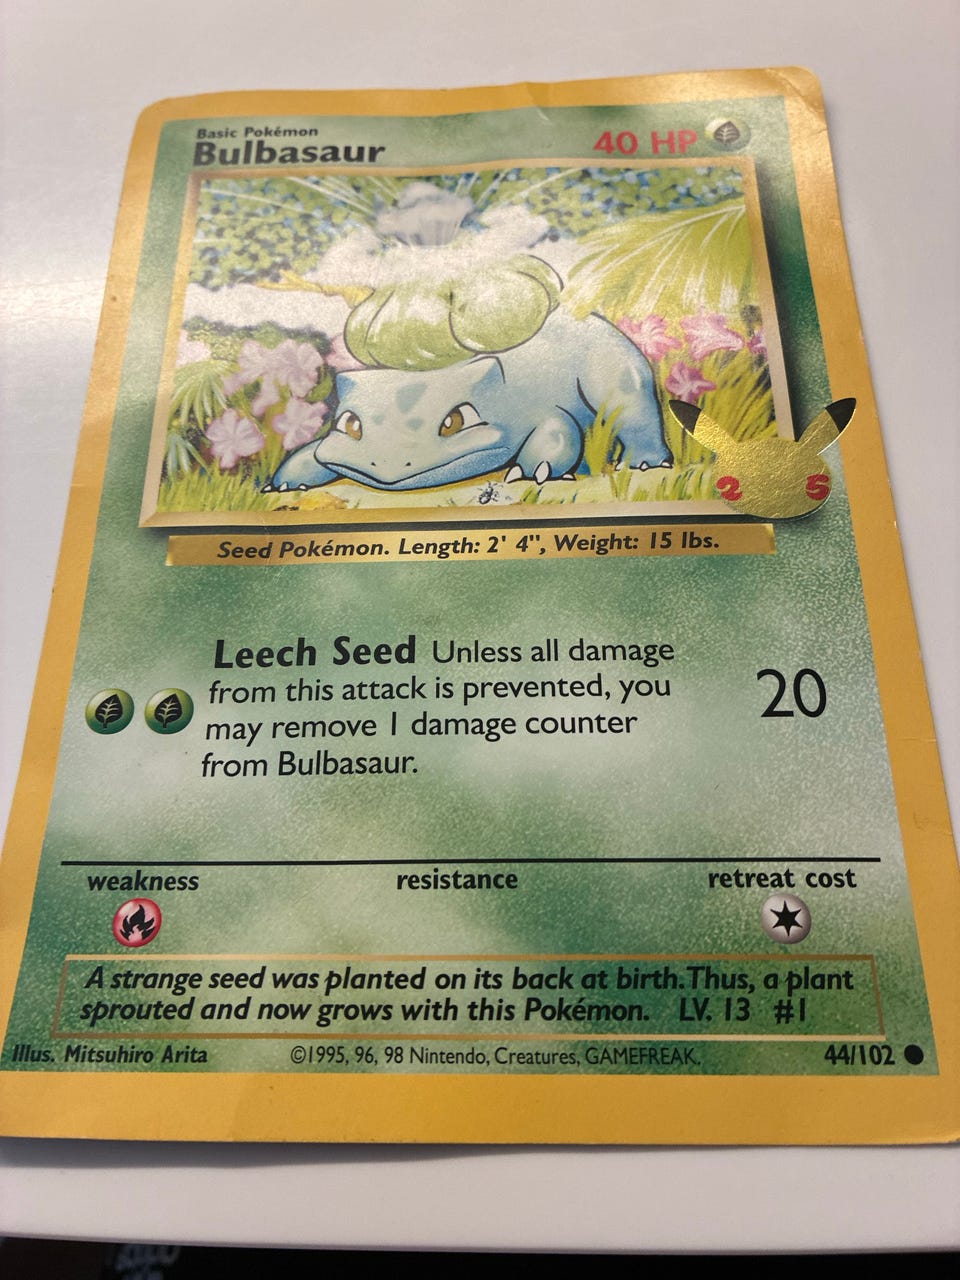 Basic Pokémon
Bulbasaur
40 HP
25
Seed Pokémon. Length: 2' 4", Weight: 15 lbs.
Leech Seed Unless all damage
from this attack is prevented, you
may remove 1 damage counter
from Bulbasaur.
20
weakness
resistance
retreat cost
A strange seed was planted on its back at birth. Thus, a plant
sprouted and now grows with this Pokémon. LV. 13 #1
Illus. Mitsuhiro Arita
©1995, 96, 98 Nintendo, Creatures, GAMEFREAK.
44/102